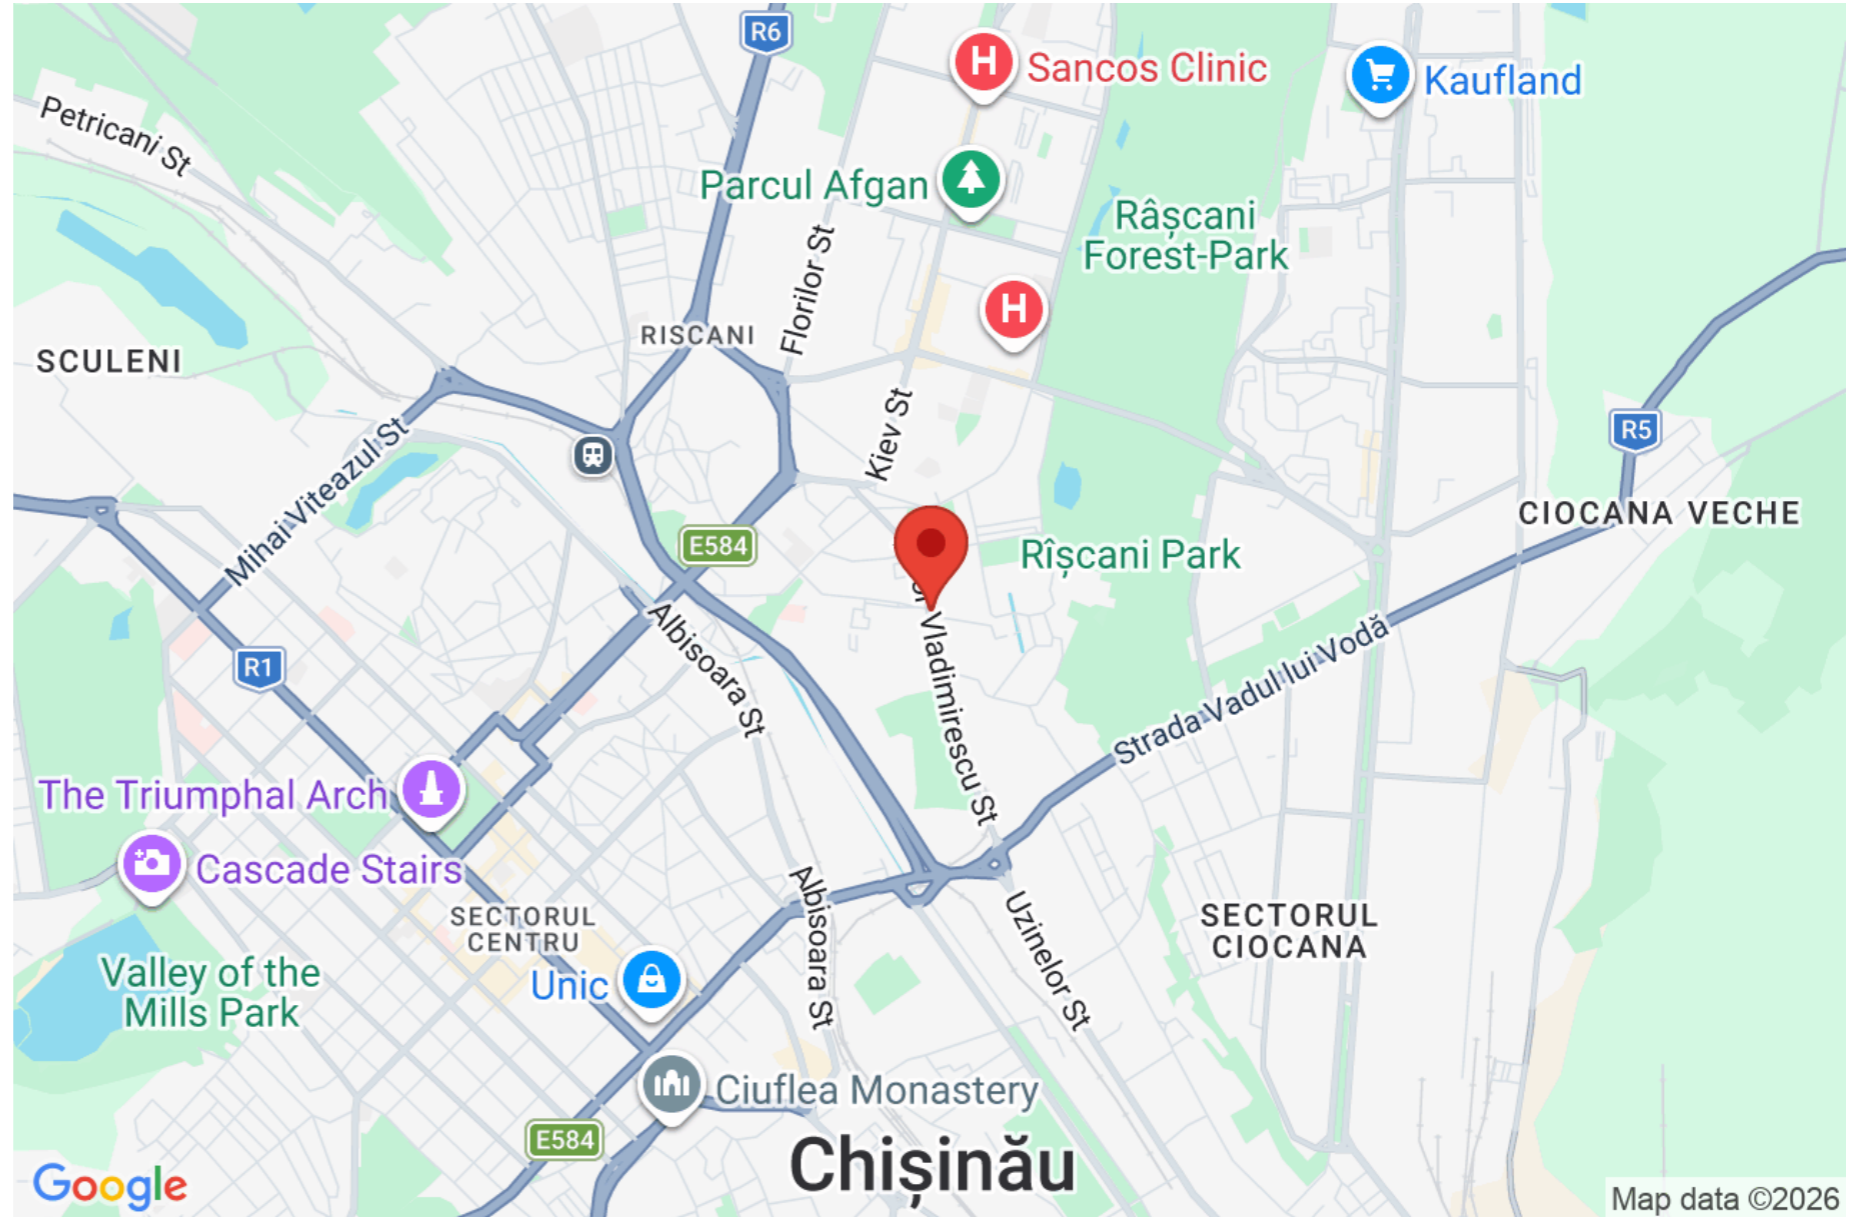 R6
H
Sancos Clinic
Kaufland
Petricani St
Parcul Afgan
Râșcani
Forest-Park
Florilor St
H
RISCANI
SCULENI
Kiev St
Mihai Viteazul St
R5
CIOCANA VECHE
E584
Rîșcani Park
Albisoara St
Vladimirescu St
Strada Vadul lui Vodă
R1
The Triumphal Arch
Cascade Stairs
Albisoara St
Uzinelor St
SECTORUL
CENTRU
SECTORUL
CIOCANA
Valley of the
Mills Park
Unic
Ciuflea Monastery
E584
Chișinău
Google
Map data ©2026